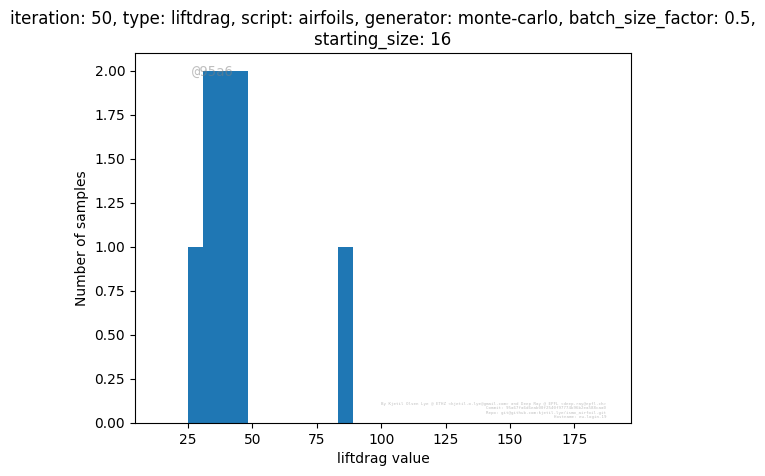 iteration: 50, type: liftdrag, script: airfoils, generator: monte-carlo, batch_size_factor: 0.5,
starting_size: 16
@95a6
2.00
1.75
1.50
1.25
1.00
0.75
0.50
0.25
0.00
Number of samples
25 50 75 100 125 150 175
liftdrag value